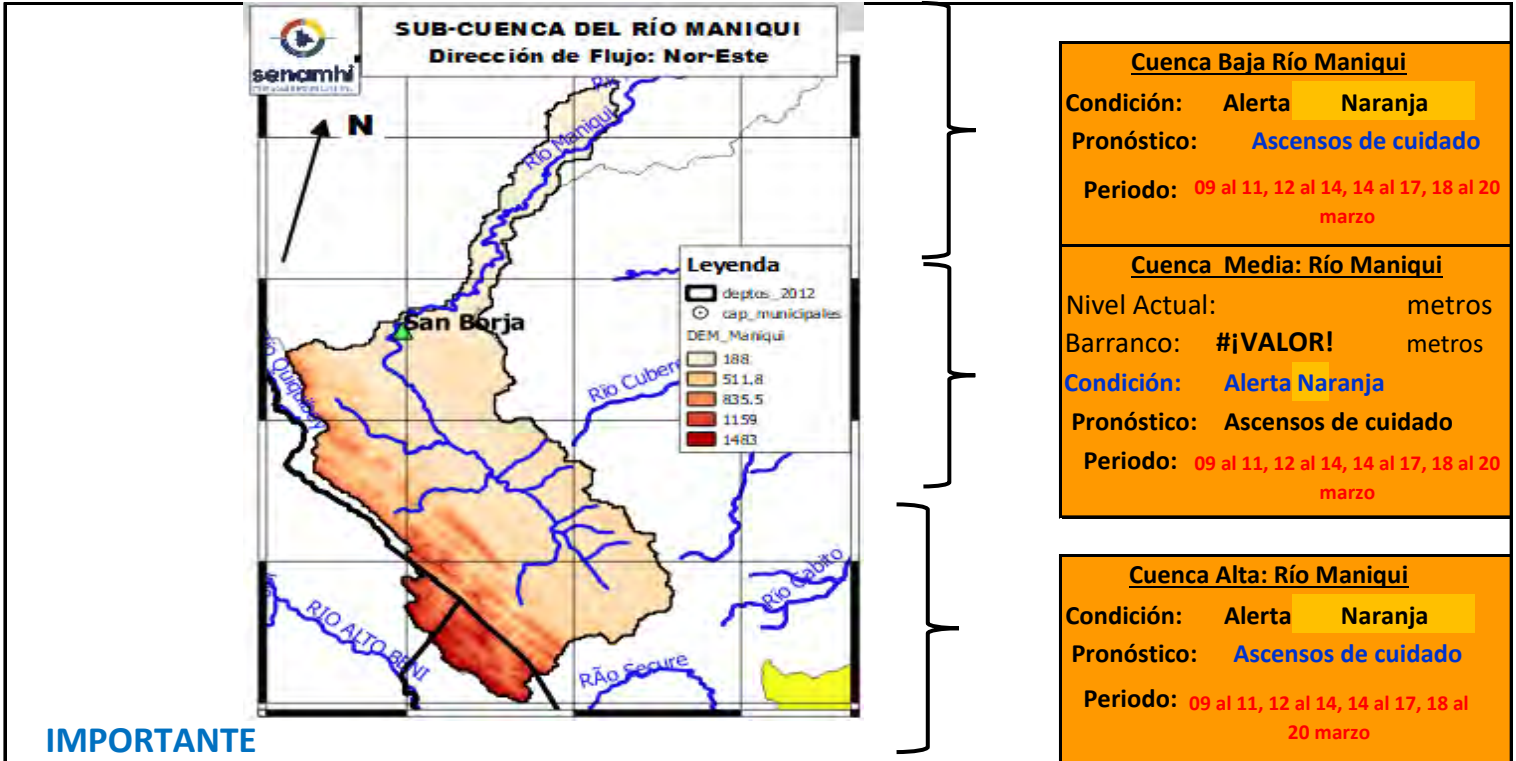 SUB-CUENCA DEL RÍO MANIQUI
Dirección de Flujo: Nor-Este
senamhi
N
Río Maniqui
San Borja
Leyenda
deptos_2012
cap_municipales
DEM_Maniqui
188
511,8
835.5
1159
1483
Río Quiquibey
Río Cubere
Río Cabito
RIO ALTO BENI
RÃo Secure
IMPORTANTE
Cuenca Baja Río Maniqui
Condición: Alerta Naranja
Pronóstico: Ascensos de cuidado
Periodo: 09 al 11, 12 al 14, 14 al 17, 18 al 20
marzo
Cuenca Media: Río Maniqui
Nivel Actual: metros
Barranco: #¡VALOR! metros
Condición: Alerta Naranja
Pronóstico: Ascensos de cuidado
Periodo: 09 al 11, 12 al 14, 14 al 17, 18 al 20
marzo
Cuenca Alta: Río Maniqui
Condición: Alerta Naranja
Pronóstico: Ascensos de cuidado
Periodo: 09 al 11, 12 al 14, 14 al 17, 18 al
20 marzo